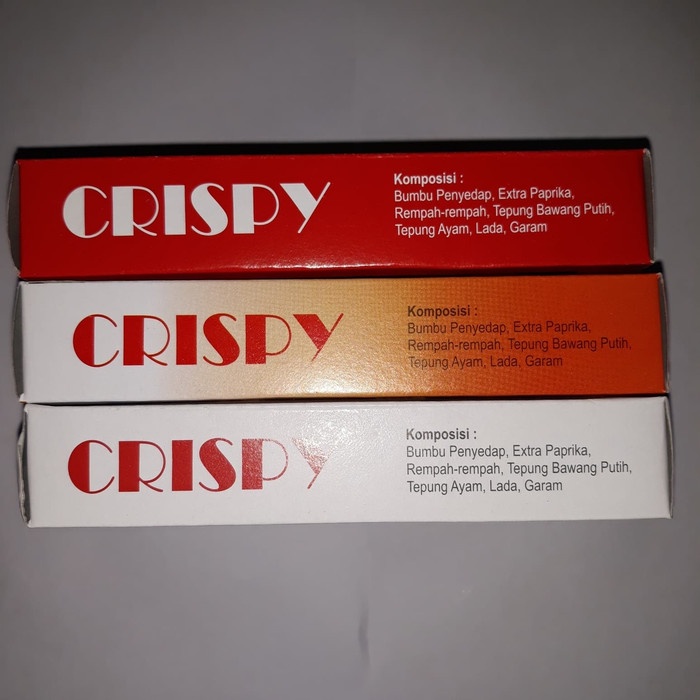 CRISPY
Komposisi :
Bumbu Penyedap, Extra Paprika,
Rempah-rempah, Tepung Bawang Putih,
Tepung Ayam, Lada, Garam
CRISPY
Komposisi :
Bumbu Penyedap, Extra Paprika,
Rempah-rempah, Tepung Bawang Putih,
Tepung Ayam, Lada, Garam
CRISPY
Komposisi :
Bumbu Penyedap, Extra Paprika,
Rempah-rempah, Tepung Bawang Putih,
Tepung Ayam, Lada, Garam